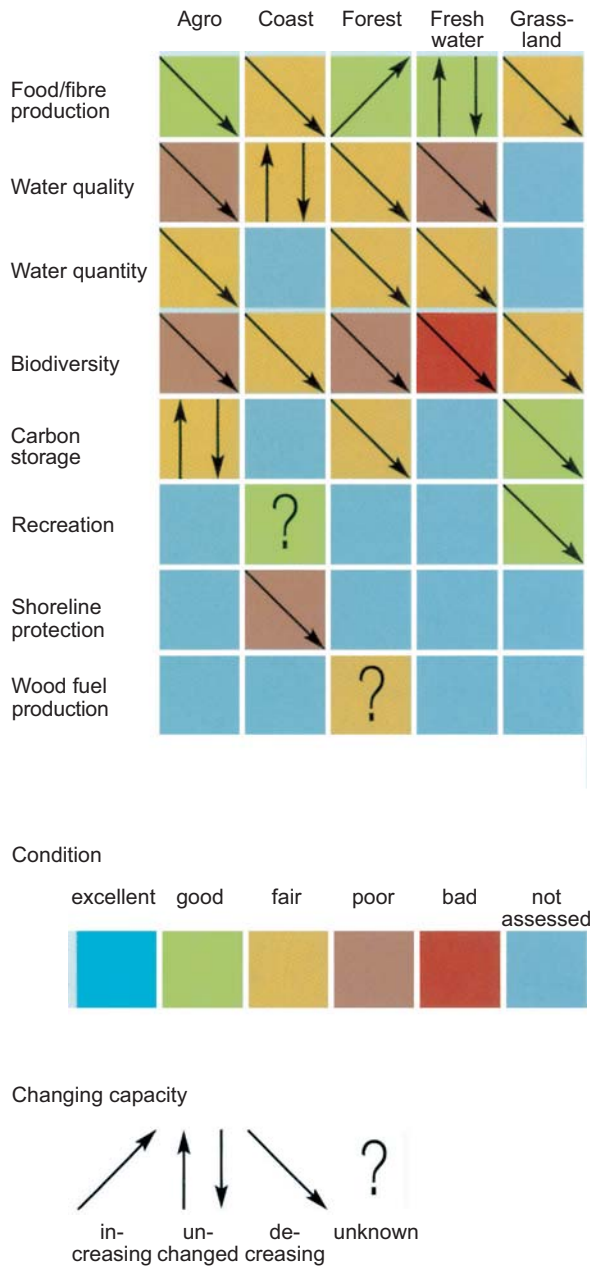 Agro Coast Forest Fresh Grass-
water land
Food/fibre
production
Water quality
Water quantity
Biodiversity
Carbon
storage
Recreation
?
Shoreline
protection
Wood fuel
production
?
Condition
excellent good fair poor bad not
assessed
Changing capacity
?
in- un- de- unknown
creasing changed creasing